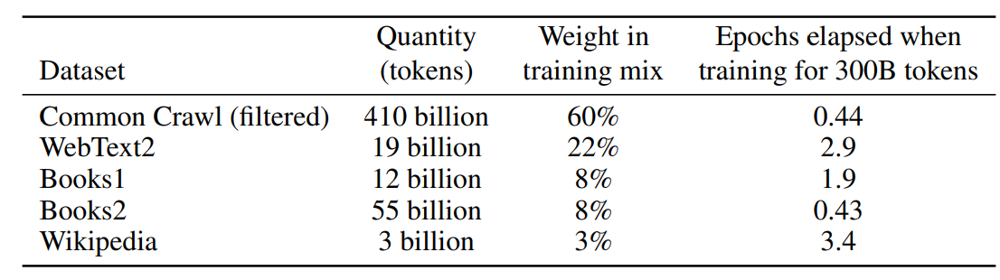 Quantity Weight in Epochs elapsed when
Dataset (tokens) training mix training for 300B tokens
Common Crawl (filtered) 410 billion 60% 0.44
WebText2 19 billion 22% 2.9
Books1 12 billion 8% 1.9
Books2 55 billion 8% 0.43
Wikipedia 3 billion 3% 3.4